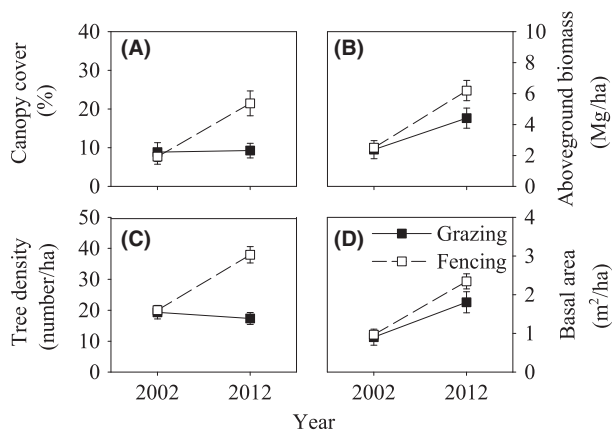 40
30
20
10
0
Canopy cover
(%)
(A)
(B)
10
8
6
4
2
0
Aboveground biomass
(Mg/ha)
50
40
30
20
10
0
Tree density
(number/ha)
(C)
(D)
Grazing
Fencing
4
3
2
1
0
Basal area
(m²/ha)
2002 2012 2002 2012
Year